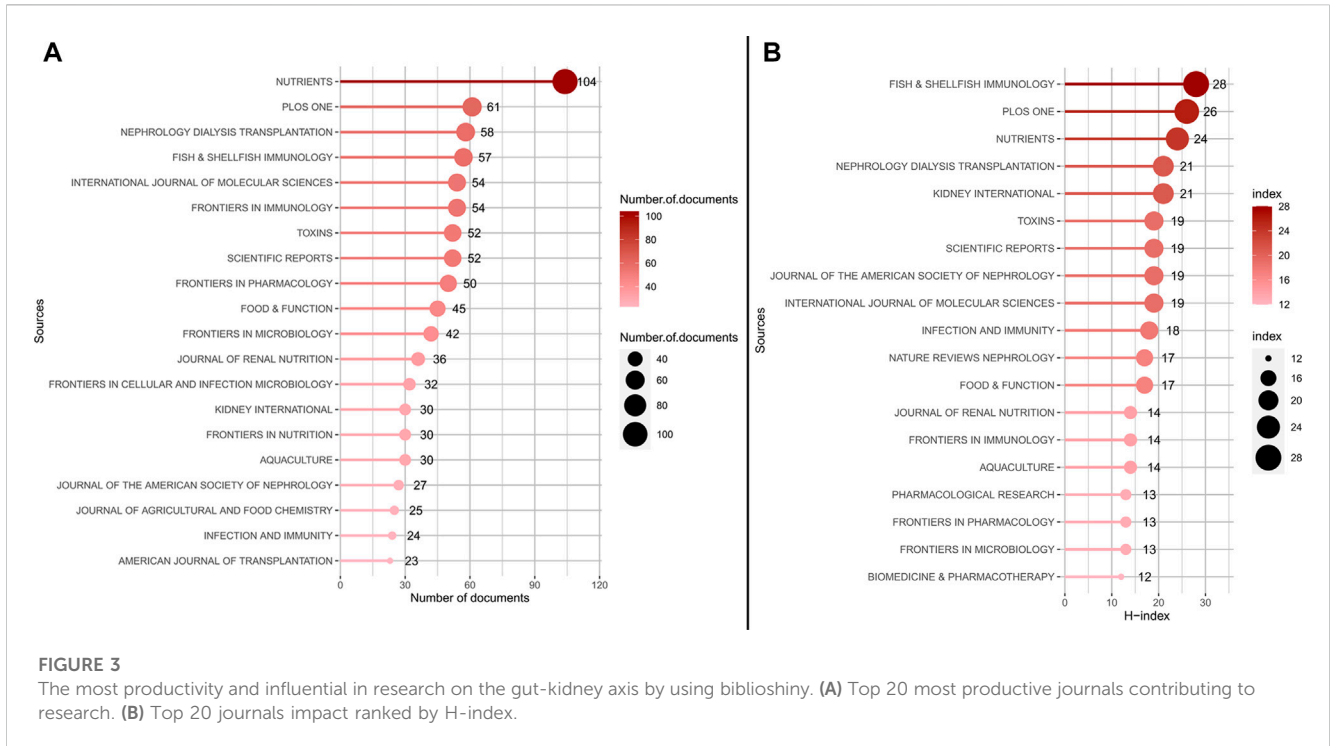 A
Sources
NUTRIENTS 104
PLOS ONE 61
NEPHROLOGY DIALYSIS TRANSPLANTATION 58
FISH & SHELLFISH IMMUNOLOGY 57
INTERNATIONAL JOURNAL OF MOLECULAR SCIENCES 54
FRONTIERS IN IMMUNOLOGY 54
TOXINS 52
SCIENTIFIC REPORTS 52
FRONTIERS IN PHARMACOLOGY 50
FOOD & FUNCTION 45
FRONTIERS IN MICROBIOLOGY 42
JOURNAL OF RENAL NUTRITION 36
FRONTIERS IN CELLULAR AND INFECTION MICROBIOLOGY 32
KIDNEY INTERNATIONAL 30
FRONTIERS IN NUTRITION 30
AQUACULTURE 30
JOURNAL OF THE AMERICAN SOCIETY OF NEPHROLOGY 27
JOURNAL OF AGRICULTURAL AND FOOD CHEMISTRY 25
INFECTION AND IMMUNITY 24
AMERICAN JOURNAL OF TRANSPLANTATION 23
0 30 60 90 120
Number of documents
Number.of.documents
100
80
60
40
Number.of.documents
40
60
80
100
B
Sources
FISH & SHELLFISH IMMUNOLOGY 28
PLOS ONE 26
NUTRIENTS 24
NEPHROLOGY DIALYSIS TRANSPLANTATION 21
KIDNEY INTERNATIONAL 21
TOXINS 19
SCIENTIFIC REPORTS 19
JOURNAL OF THE AMERICAN SOCIETY OF NEPHROLOGY 19
INTERNATIONAL JOURNAL OF MOLECULAR SCIENCES 19
INFECTION AND IMMUNITY 18
NATURE REVIEWS NEPHROLOGY 17
FOOD & FUNCTION 17
JOURNAL OF RENAL NUTRITION 14
FRONTIERS IN IMMUNOLOGY 14
AQUACULTURE 14
PHARMACOLOGICAL RESEARCH 13
FRONTIERS IN PHARMACOLOGY 13
FRONTIERS IN MICROBIOLOGY 13
BIOMEDICINE & PHARMACOTHERAPY 12
0 10 20 30
H-index
index
28
24
20
16
12
index
12
16
20
24
28
FIGURE 3
The most productivity and influential in research on the gut-kidney axis by using biblioshiny. (A) Top 20 most productive journals contributing to
research. (B) Top 20 journals impact ranked by H-index.